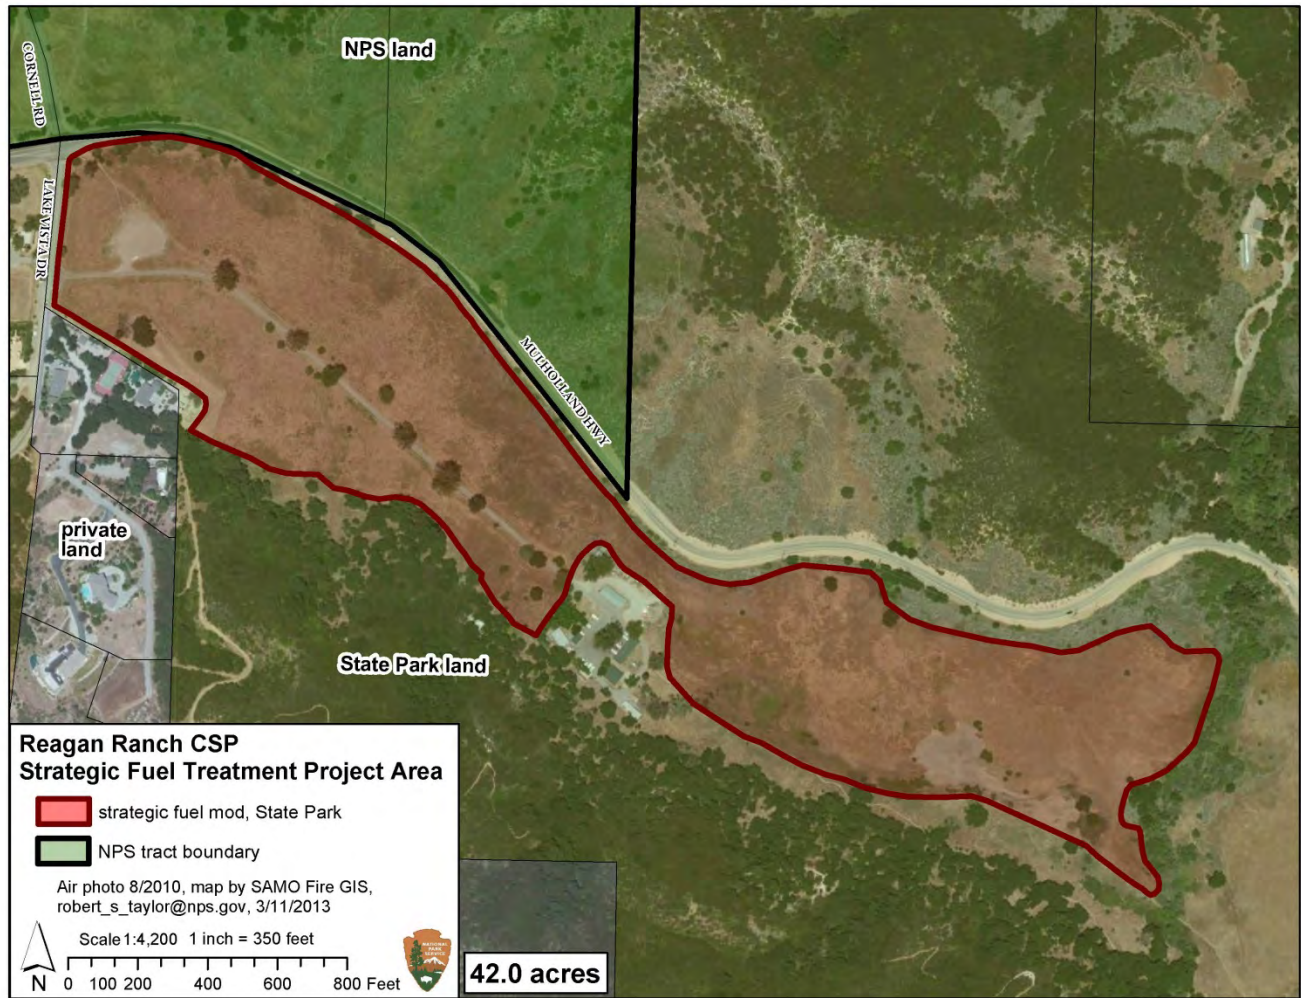 NPS land
CORNELL RD
LAKE VISTA DR
MULHOLLAND HWY
private
land
State Park land
Reagan Ranch CSP
Strategic Fuel Treatment Project Area
strategic fuel mod, State Park
NPS tract boundary
Air photo 8/2010, map by SAMO Fire GIS,
robert_s_taylor@nps.gov, 3/11/2013
Scale 1:4,200 1 inch = 350 feet
N
0 100 200 400 600 800 Feet
NATIONAL
PARK
SERVICE
42.0 acres